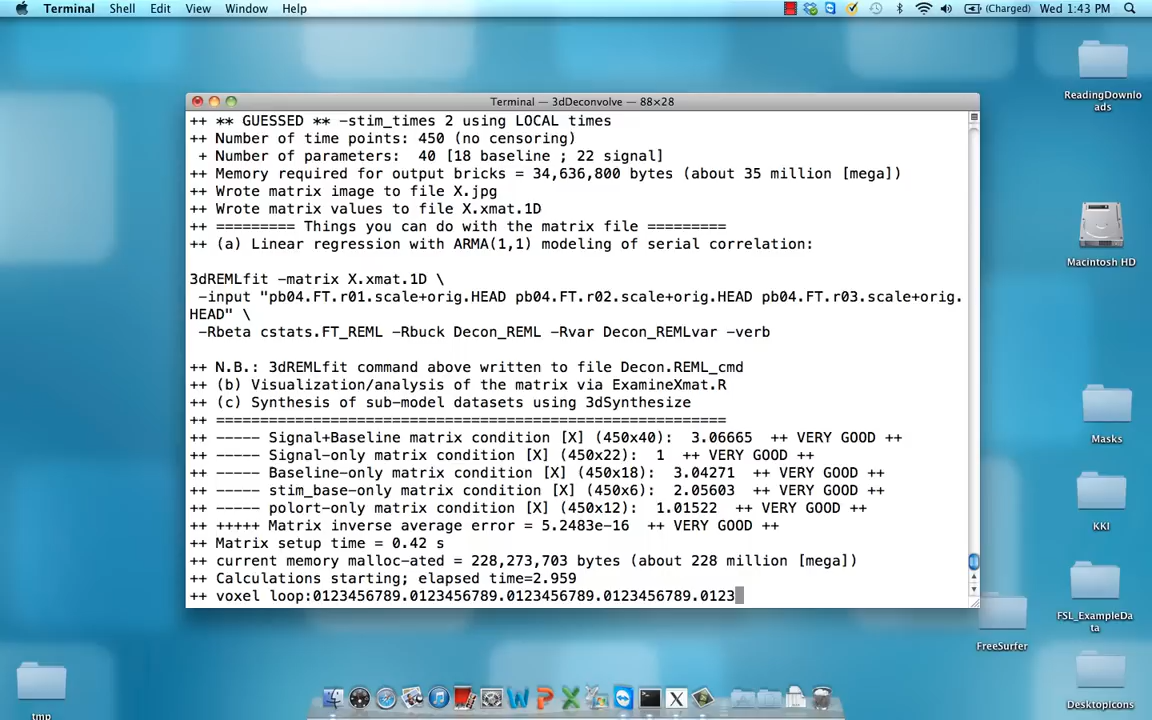 Terminal Shell Edit View Window Help (Charged) Wed 1:43 PM
Terminal — 3dDeconvolve — 88×28
++ ** GUESSED ** -stim_times 2 using LOCAL times
++ Number of time points: 450 (no censoring)
 + Number of parameters:  40 [18 baseline ; 22 signal]
++ Memory required for output bricks = 34,636,800 bytes (about 35 million [mega])
++ Wrote matrix image to file X.jpg
++ Wrote matrix values to file X.xmat.1D
++ ========= Things you can do with the matrix file =========
++ (a) Linear regression with ARMA(1,1) modeling of serial correlation:
3dREMLfit -matrix X.xmat.1D \
 -input "pb04.FT.r01.scale+orig.HEAD pb04.FT.r02.scale+orig.HEAD pb04.FT.r03.scale+orig.
HEAD" \
 -Rbeta cstats.FT_REML -Rbuck Decon_REML -Rvar Decon_REMLvar -verb
++ N.B.: 3dREMLfit command above written to file Decon.REML_cmd
++ (b) Visualization/analysis of the matrix via ExamineXmat.R
++ (c) Synthesis of sub-model datasets using 3dSynthesize
++ ==========================================================
++ ----- Signal+Baseline matrix condition [X] (450x40):  3.06665  ++ VERY GOOD ++
++ ----- Signal-only matrix condition [X] (450x22):  1  ++ VERY GOOD ++
++ ----- Baseline-only matrix condition [X] (450x18):  3.04271  ++ VERY GOOD ++
++ ----- stim_base-only matrix condition [X] (450x6):  2.05603  ++ VERY GOOD ++
++ ----- polort-only matrix condition [X] (450x12):  1.01522  ++ VERY GOOD ++
++ +++++ Matrix inverse average error = 5.2483e-16  ++ VERY GOOD ++
++ Matrix setup time = 0.42 s
++ current memory malloc-ated = 228,273,703 bytes (about 228 million [mega])
++ Calculations starting; elapsed time=2.959
++ voxel loop:0123456789.0123456789.0123456789.0123456789.0123
ReadingDownlo
ads
Macintosh HD
Masks
KKI
FSL_ExampleDa
ta
FreeSurfer
DesktopIcons
tmp